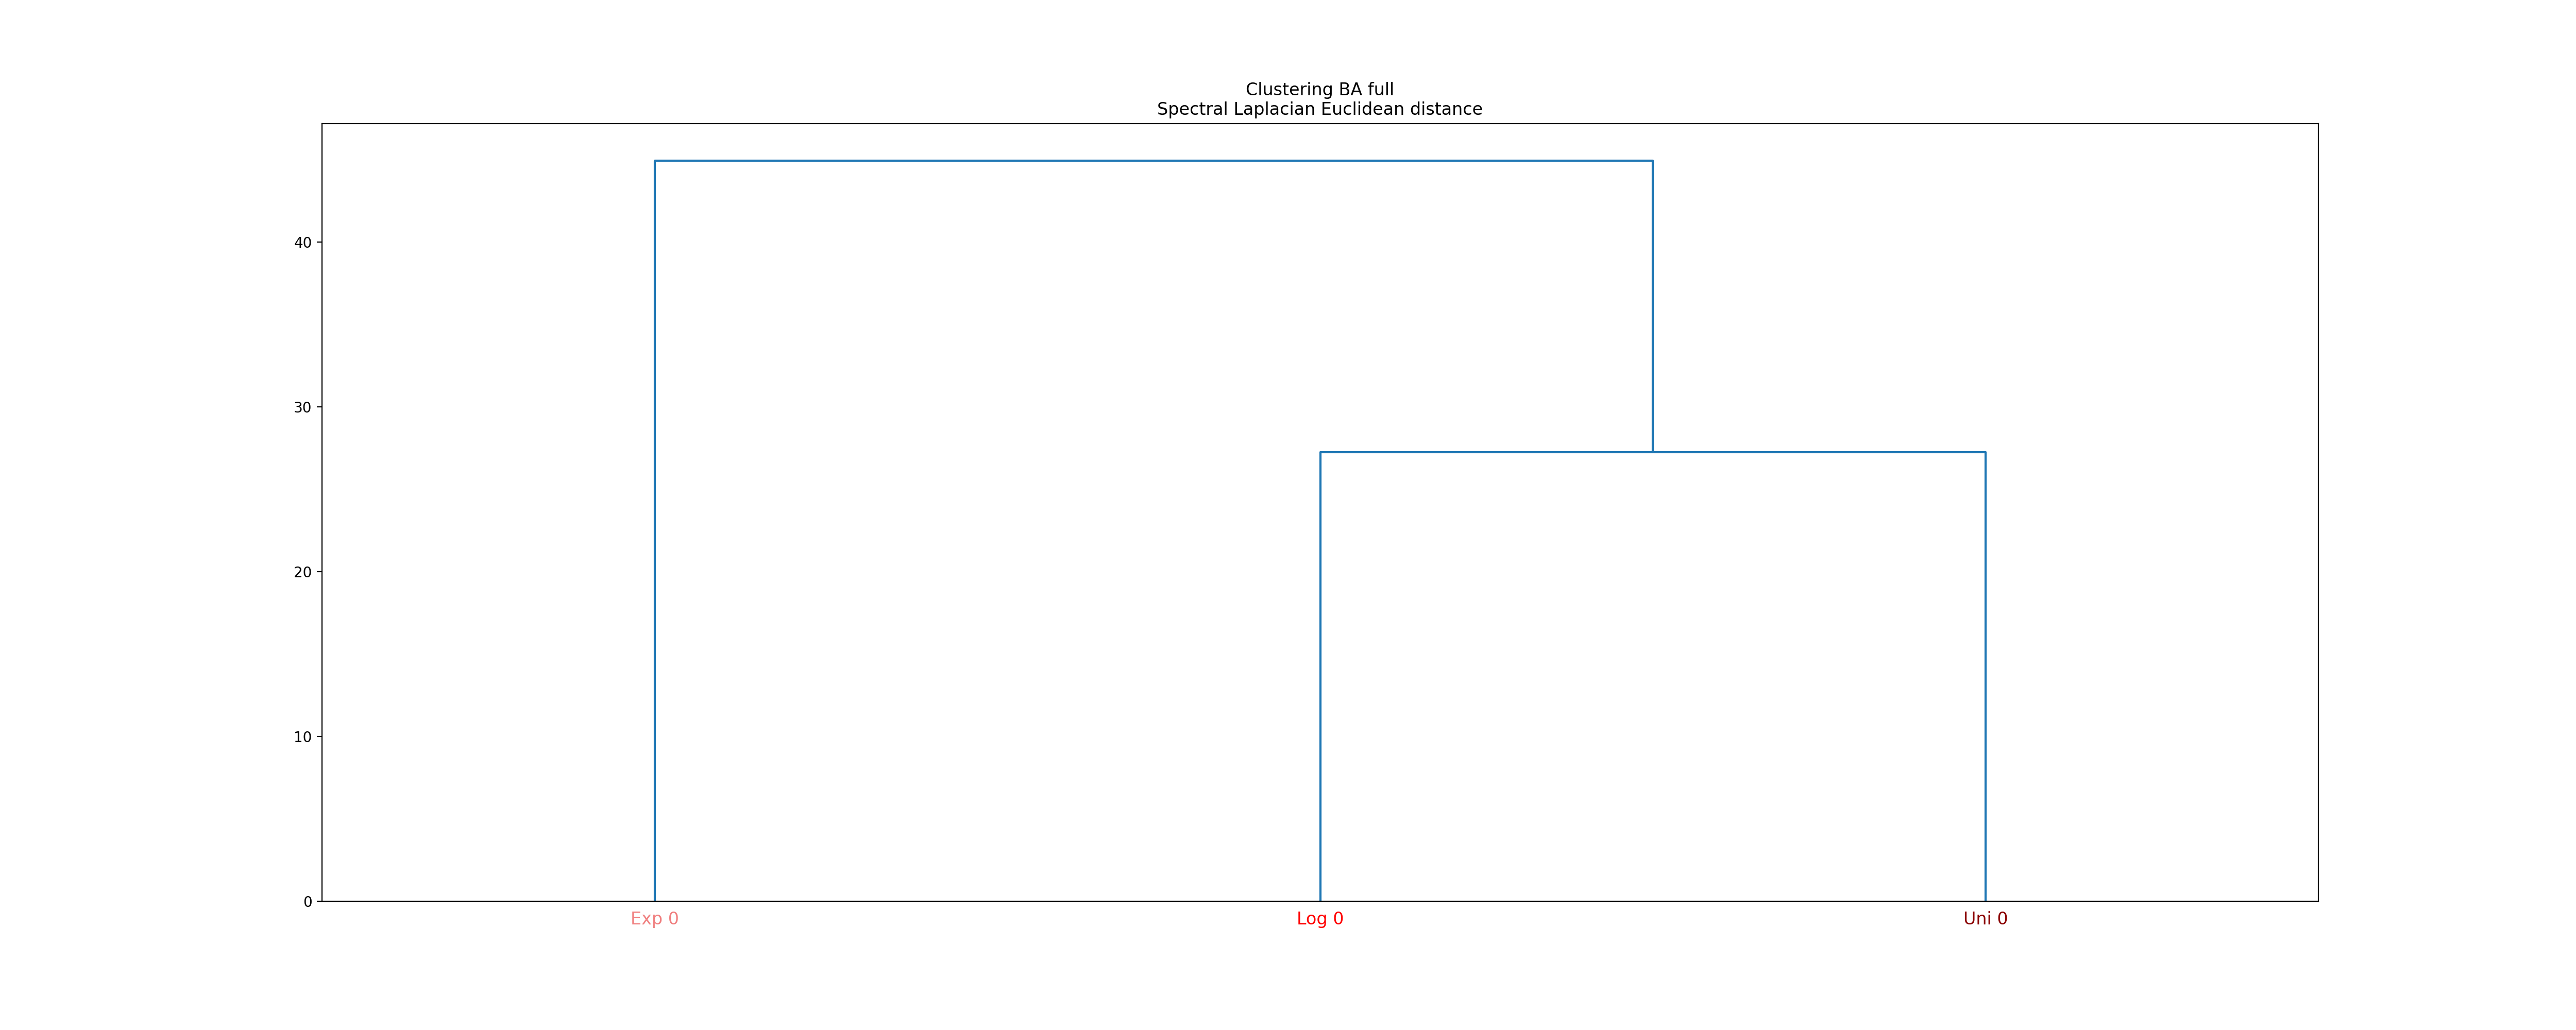 Clustering BA full
Spectral Laplacian Euclidean distance
40
30
20
10
0
Exp 0
Log 0
Uni 0